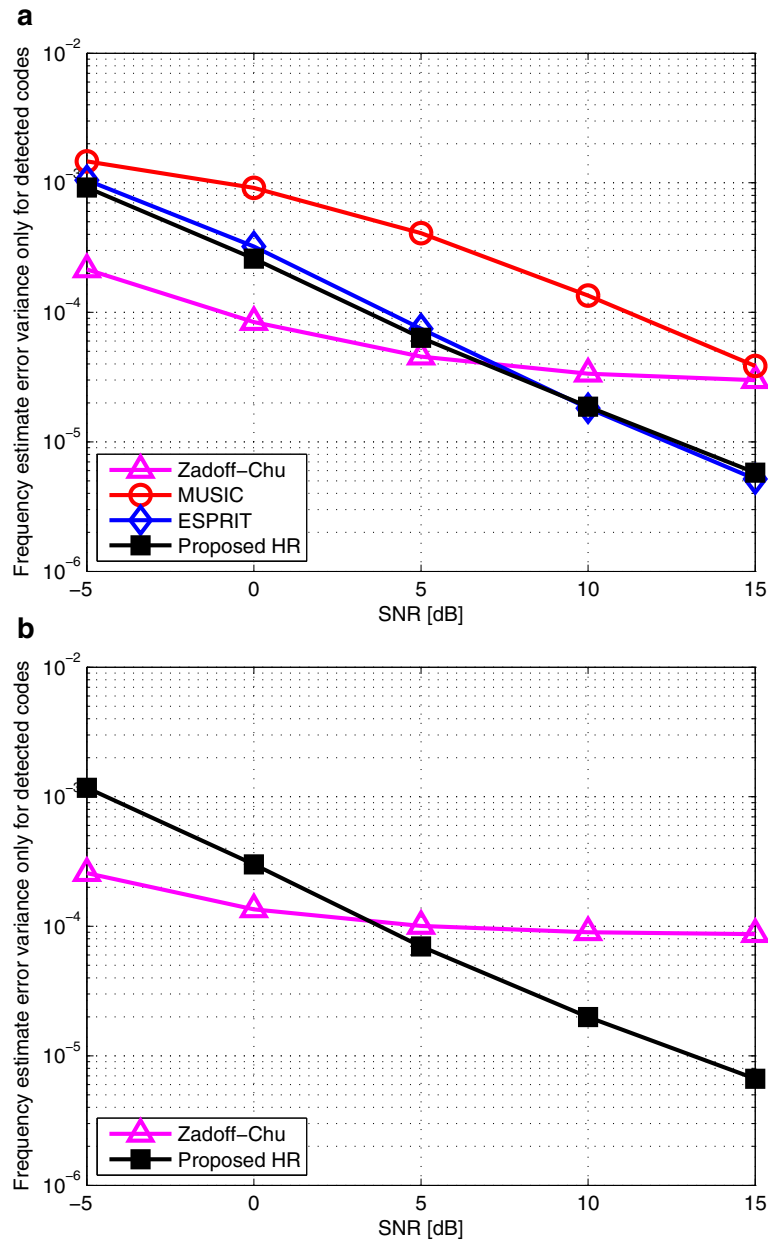 a
Frequency estimate error variance only for detected codes
10^-2
10^-3
10^-4
10^-5
10^-6
Zadoff-Chu
MUSIC
ESPRIT
Proposed HR
-5 0 5 10 15
SNR [dB]
b
Frequency estimate error variance only for detected codes
10^-2
10^-3
10^-4
10^-5
10^-6
Zadoff-Chu
Proposed HR
-5 0 5 10 15
SNR [dB]